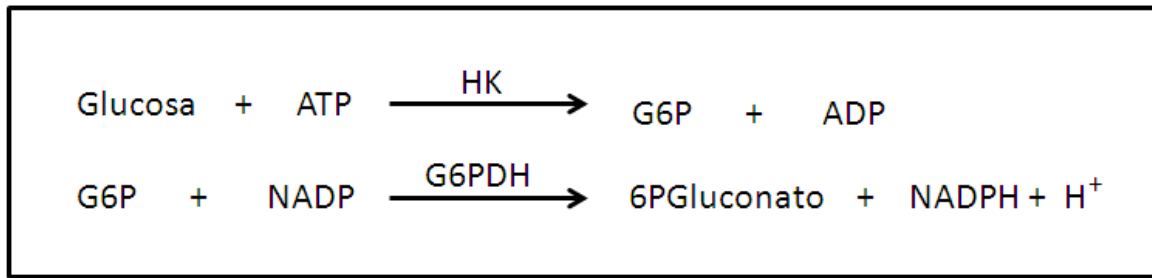 HK
Glucosa + ATP ⟶ G6P + ADP
G6PDH
G6P + NADP ⟶ 6PGluconato + NADPH + H⁺